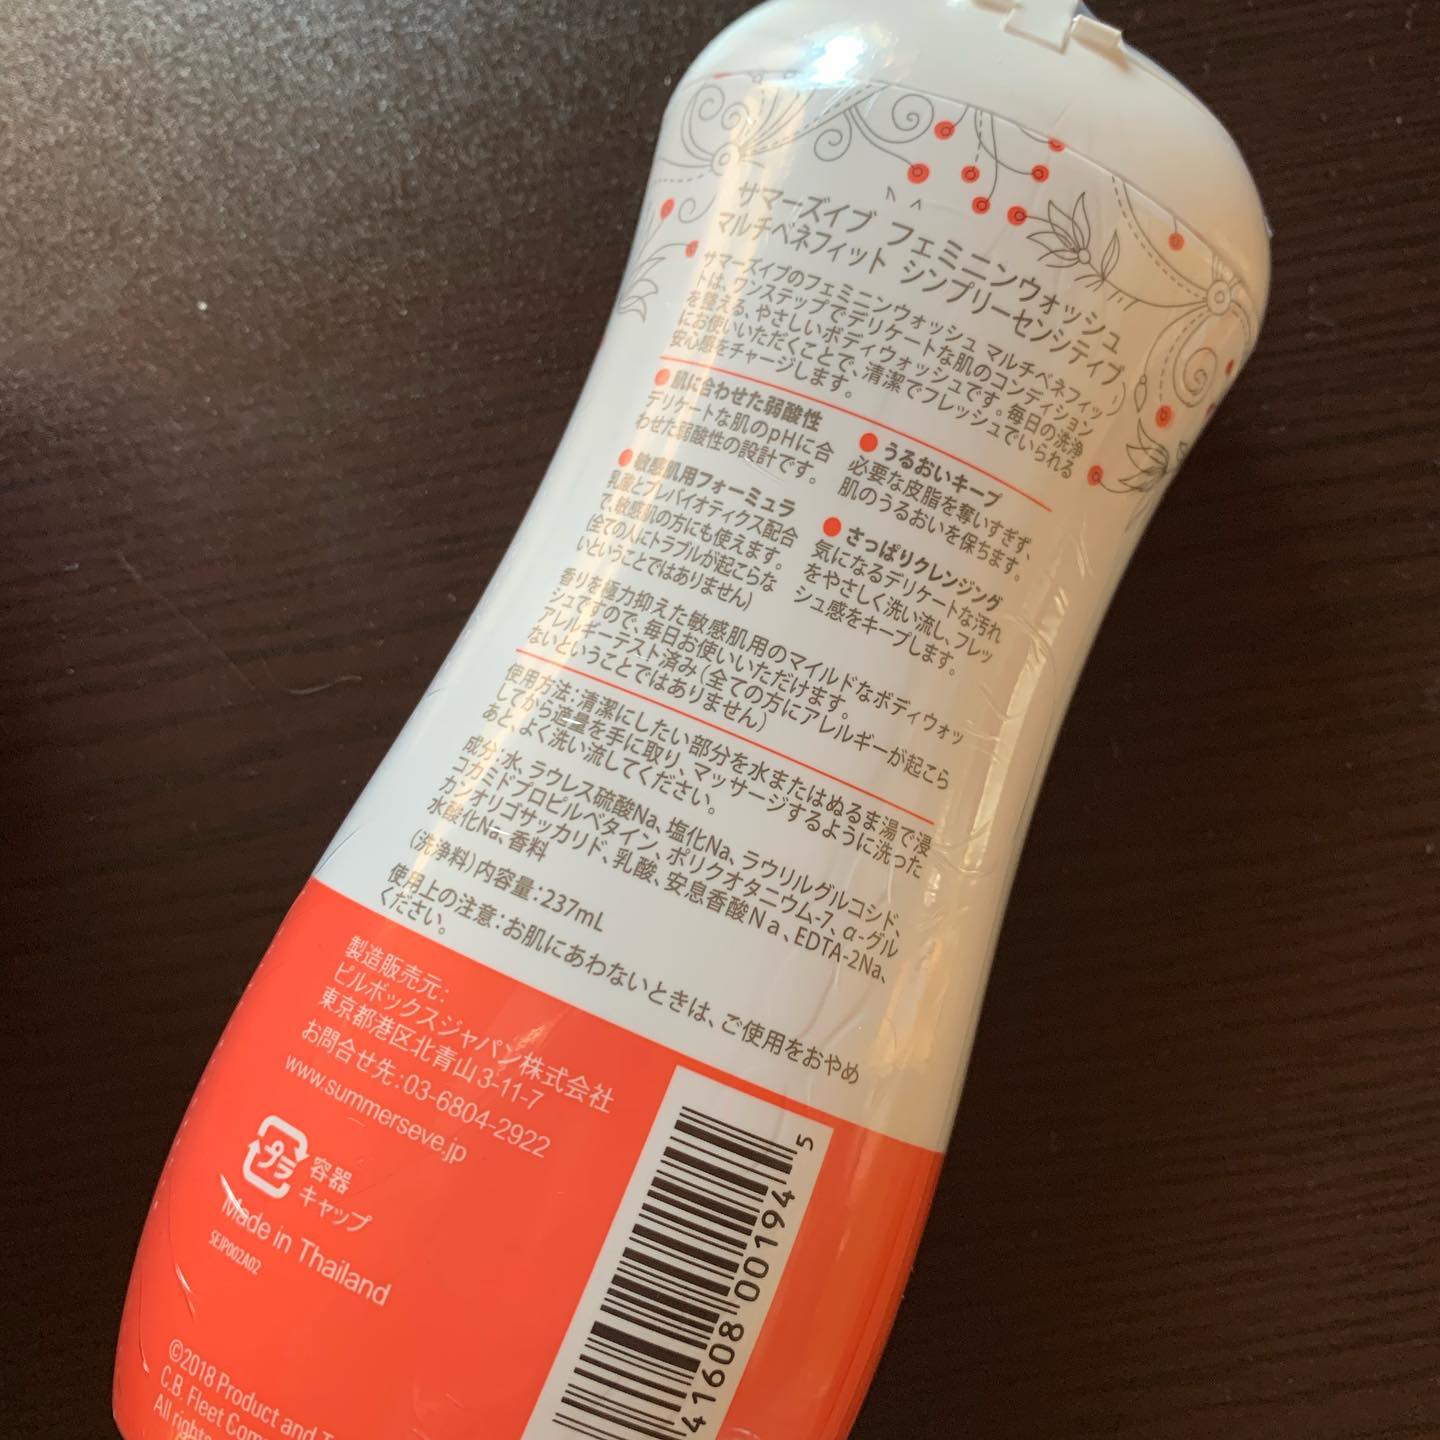 サマーズイブ フェミニンウォッシュ
マルチベネフィット シンプリーセンシティブ
サマーズイブのフェミニンウォッシュ マルチベネフィッ
トは、ワンステップでデリケートな肌のコンディション
を整える、やさしいボディウォッシュです。毎日の洗浄
にお使いいただくことで、清潔でフレッシュでいられる
安心感をチャージします。
●肌に合わせた弱酸性
デリケートな肌のpHに合
わせた弱酸性の設計です。
●敏感肌用フォーミュラ
乳酸とプレバイオティクス配合
で、敏感肌の方にも使えます。
(全ての人にトラブルが起こらな
いということではありません)
●うるおいキープ
必要な皮脂を奪いすぎず、
肌のうるおいを保ちます。
●さっぱりクレンジング
気になるデリケートな汚れ
をやさしく洗い流し、フレッ
シュ感をキープします。
香りを極力抑えた敏感肌用のマイルドなボディウォッ
シュですので、毎日お使いいただけます。
アレルギーテスト済み(全ての方にアレルギーが起こら
ないということではありません)
使用方法:清潔にしたい部分を水またはぬるま湯で浸
してから適量を手に取り、マッサージするように洗った
あと、よく洗い流してください。
成分:水、ラウレス硫酸Na、塩化Na、ラウリルグルコシド、
コカミドプロピルベタイン、ポリクオタニウム-7、α-グル
カンオリゴサッカリド、乳酸、安息香酸Na、EDTA-2Na、
水酸化Na、香料
(洗浄料)内容量:237mL
使用上の注意:お肌にあわないときは、ご使用をおやめ
ください。
製造販売元:
ピルボックスジャパン株式会社
東京都港区北青山3-11-7
お問合せ先:03-6804-2922
www.summerseve.jp
プラ
容器
キャップ
Made in Thailand
SEJP002A02
©2018 Product and T
C.B. Fleet Com
All rights
41608 00194 5